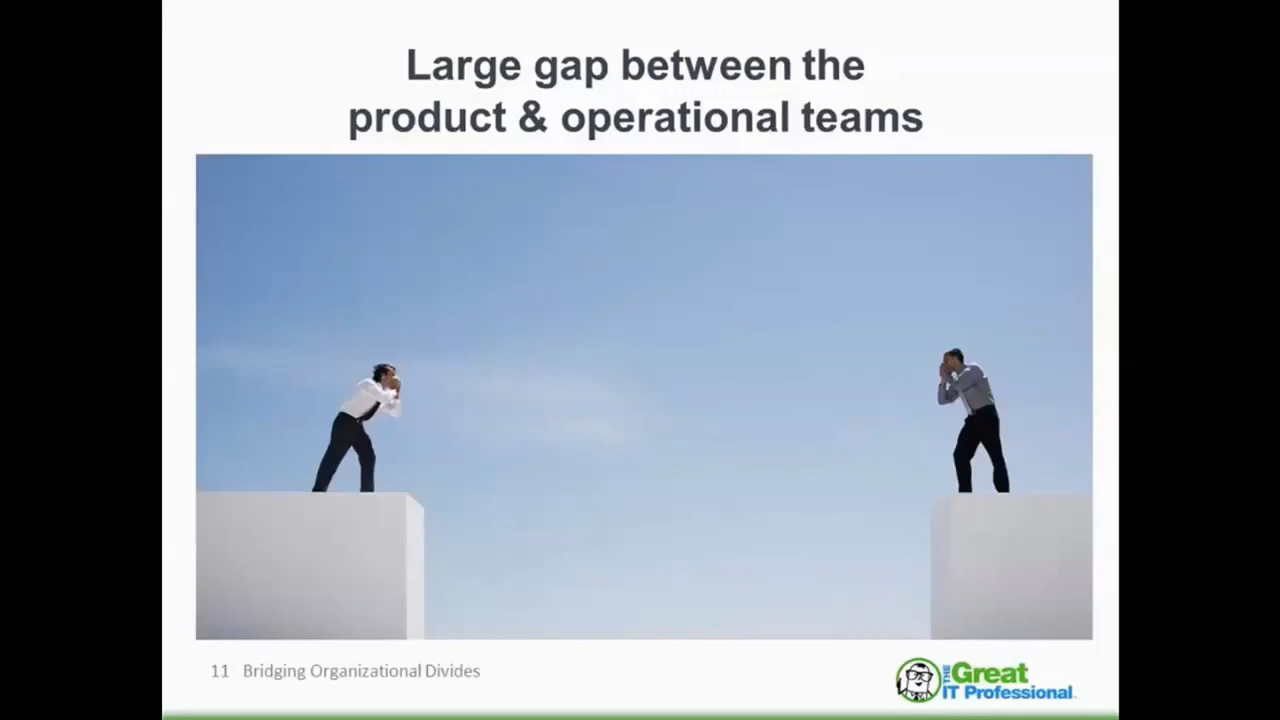 Large gap between the
product & operational teams
11 Bridging Organizational Divides
THE Great
IT Professional